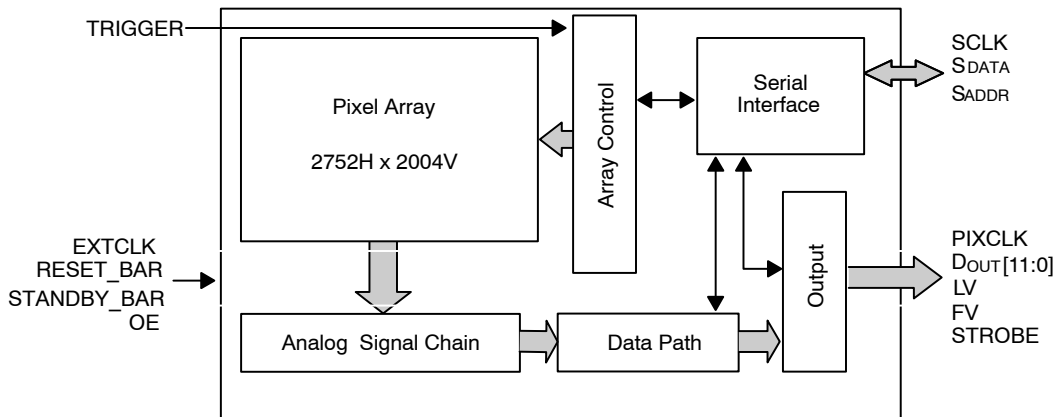 TRIGGER
Pixel Array
2752H x 2004V
Array Control
Serial
Interface
SCLK
SDATA
SADDR
EXTCLK
RESET_BAR
STANDBY_BAR
OE
Analog Signal Chain
Data Path
Output
PIXCLK
DOUT[11:0]
LV
FV
STROBE